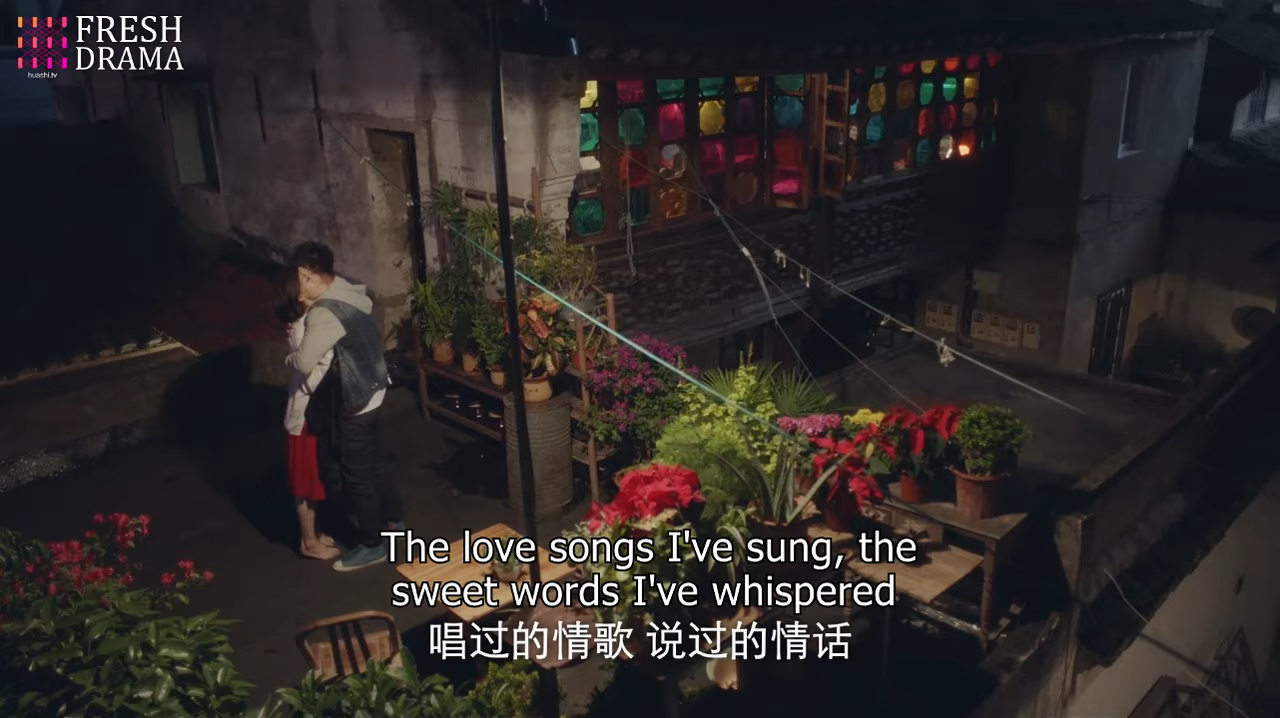 FRESH
DRAMA
huashi.tv
The love songs I've sung, the
sweet words I've whispered
唱过的情歌 说过的情话